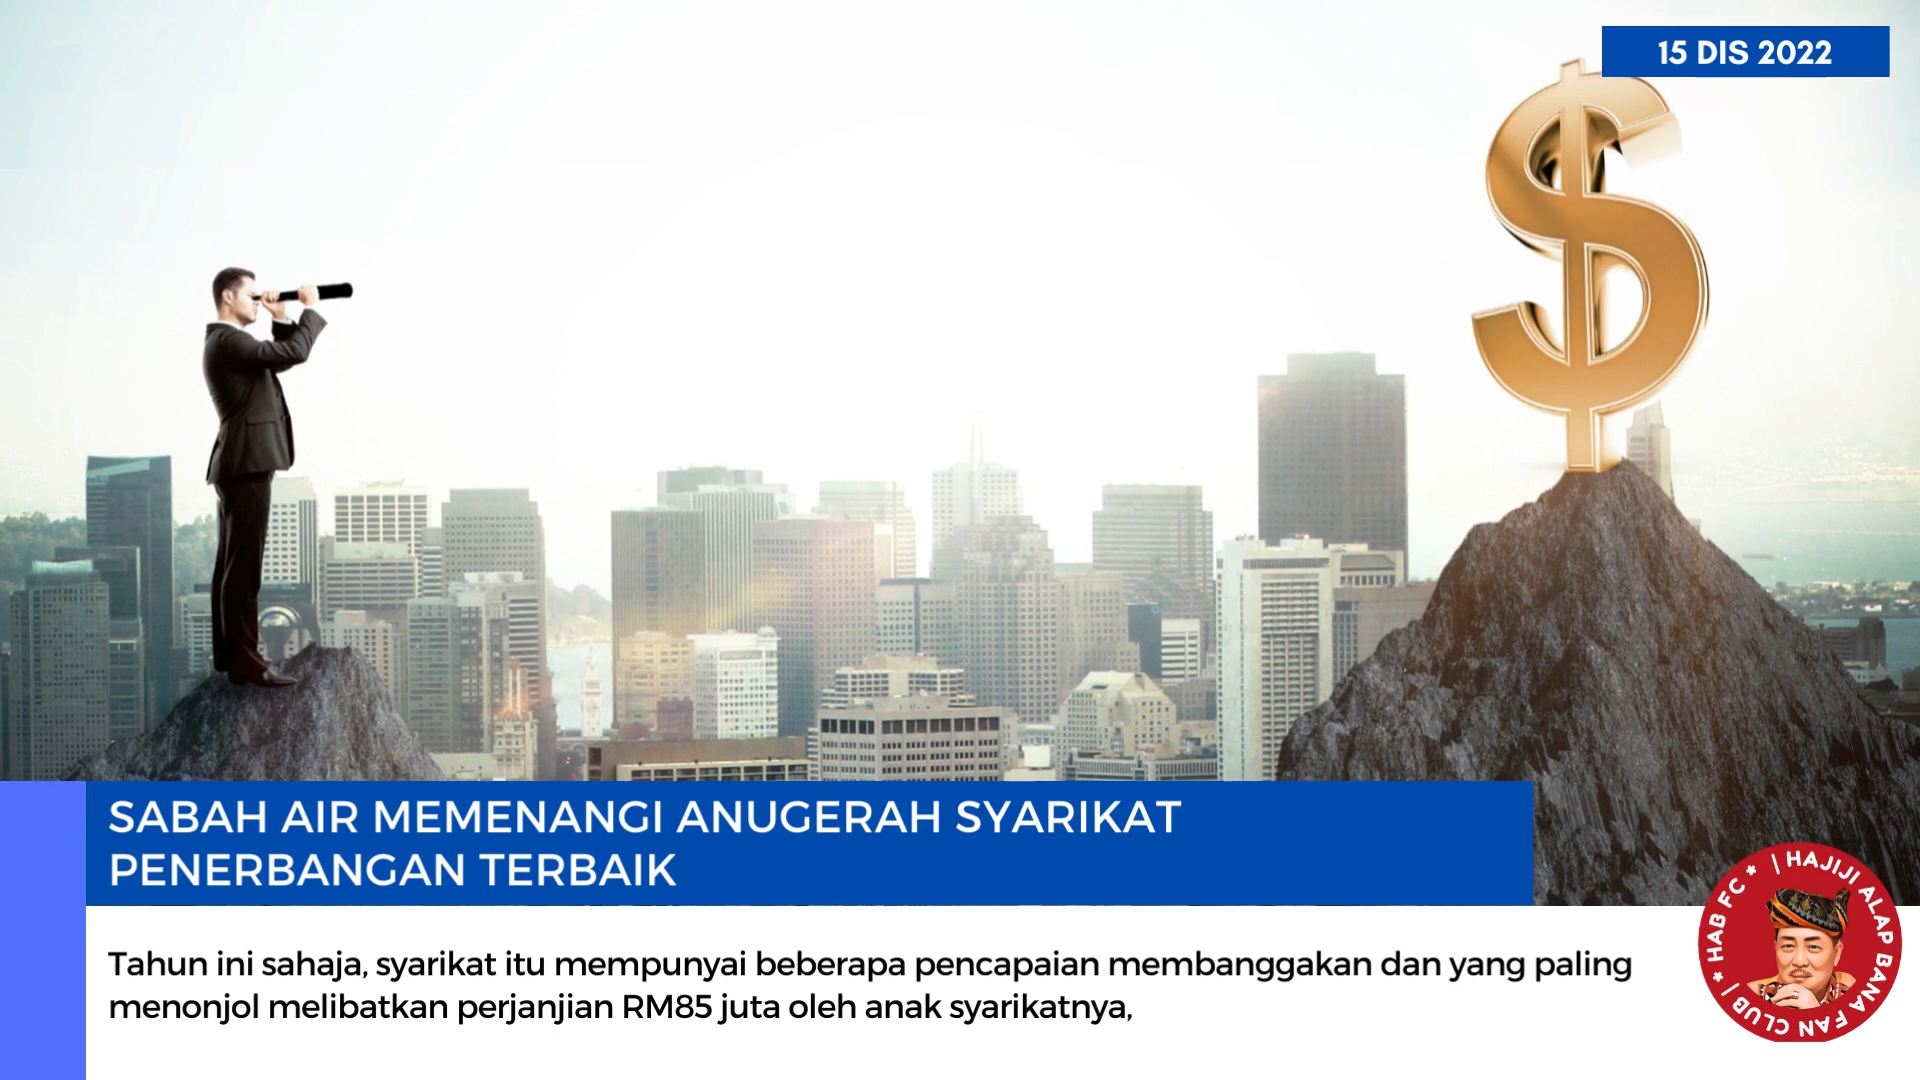 15 DIS 2022
SABAH AIR MEMENANGI ANUGERAH SYARIKAT
PENERBANGAN TERBAIK
Tahun ini sahaja, syarikat itu mempunyai beberapa pencapaian membanggakan dan yang paling
menonjol melibatkan perjanjian RM85 juta oleh anak syarikatnya,
* HAB FC * | HAJIJI ALAP BANA FAN CLUB |
$